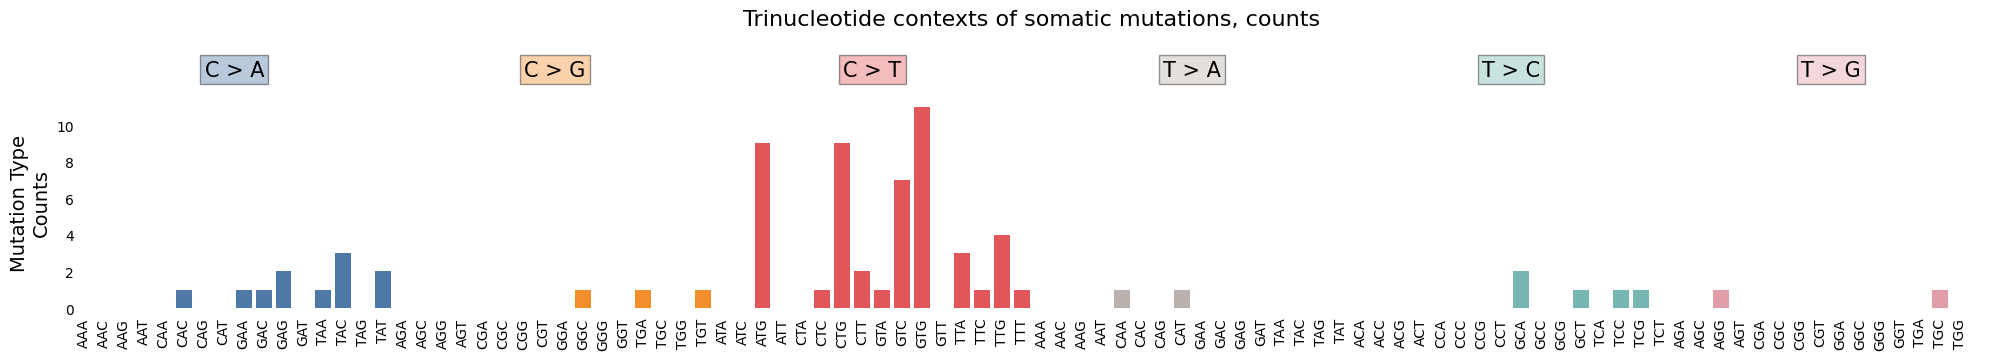 Trinucleotide contexts of somatic mutations, counts
C > A C > G C > T T > A T > C T > G
Mutation Type
Counts
10
8
6
4
2
0
AAA AAC AAG AAT CAA CAC CAG CAT GAA GAC GAG GAT TAA TAC TAG TAT AGA AGC AGG AGT CGA CGC CGG CGT GGA GGC GGG GGT TGA TGC TGG TGT ATA ATC ATG ATT CTA CTC CTG CTT GTA GTC GTG GTT TTA TTC TTG TTT AAA AAC AAG AAT CAA CAC CAG CAT GAA GAC GAG GAT TAA TAC TAG TAT ACA ACC ACG ACT CCA CCC CCG CCT GCA GCC GCG GCT TCA TCC TCG TCT AGA AGC AGG AGT CGA CGC CGG CGT GGA GGC GGG GGT TGA TGC TGG